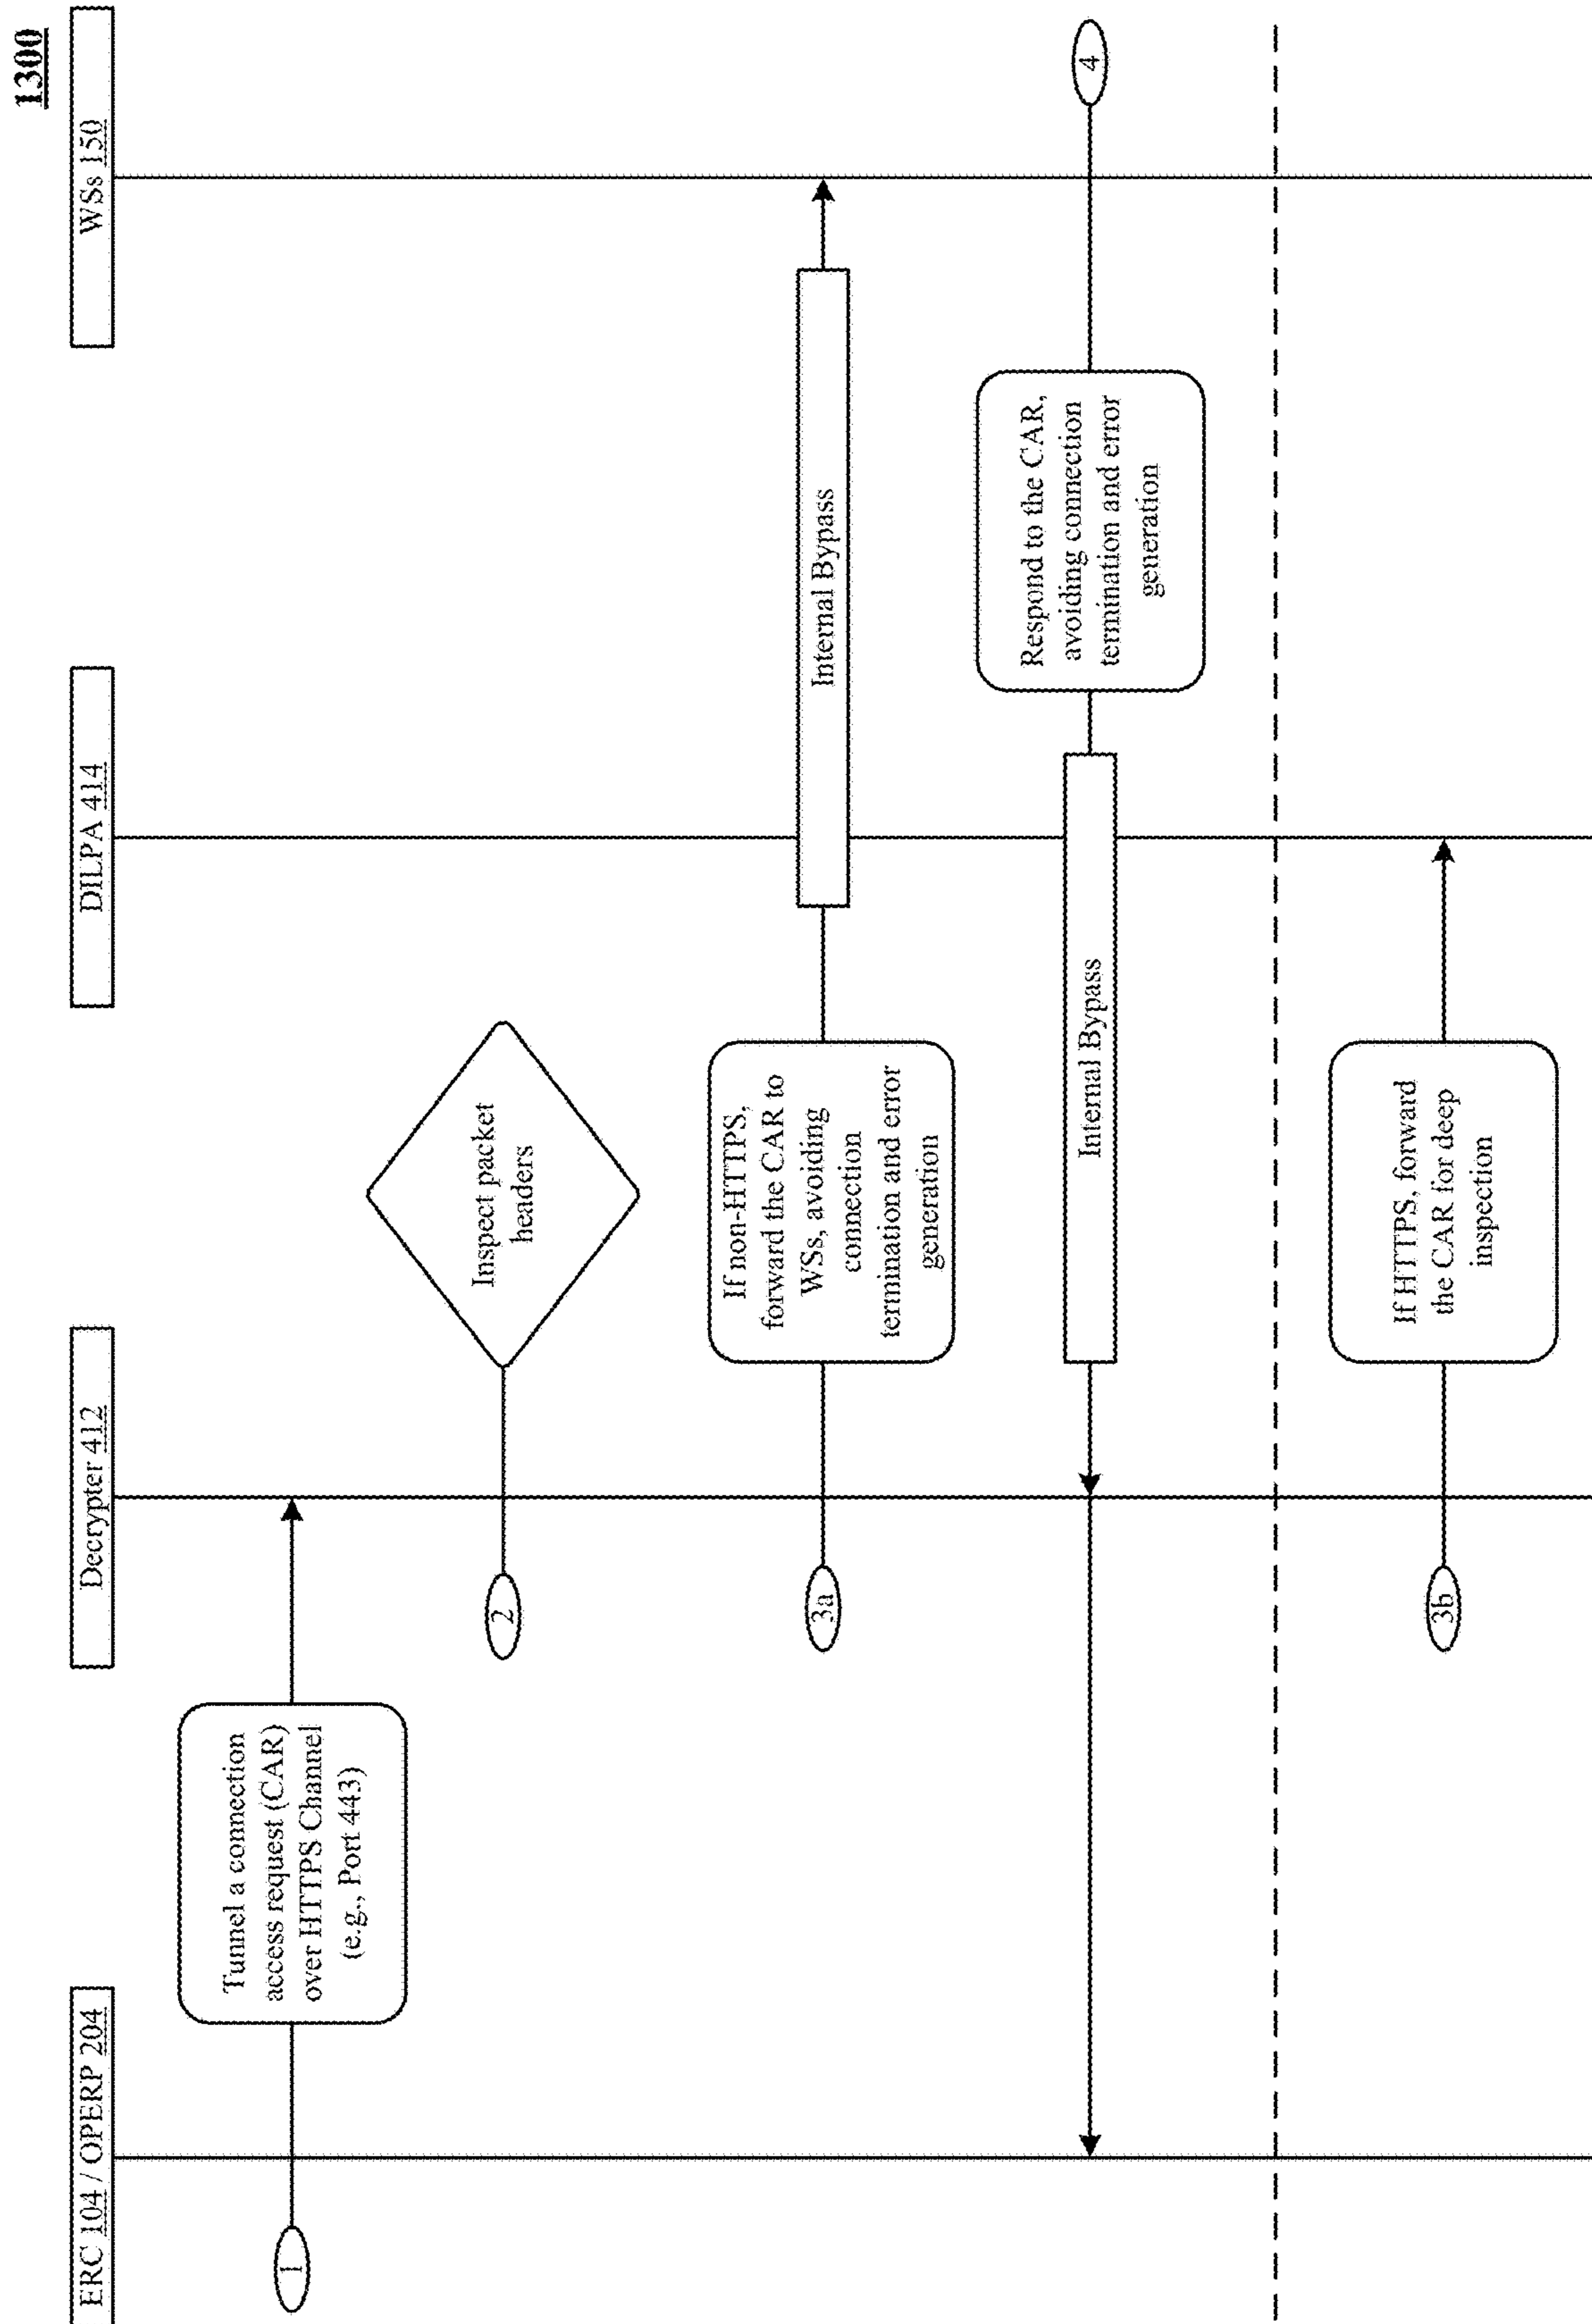 1300
ERC 104 / OPERP 204
Decrypter 412
DILPA 414
WSs 150
1
Tunnel a connection
access request (CAR)
over HTTPS Channel
(e.g., Port 443)
2
Inspect packet
headers
3a
If non-HTTPS,
forward the CAR to
WSs, avoiding
connection
termination and error
generation
Internal Bypass
4
Respond to the CAR,
avoiding connection
termination and error
generation
Internal Bypass
3b
If HTTPS, forward
the CAR for deep
inspection